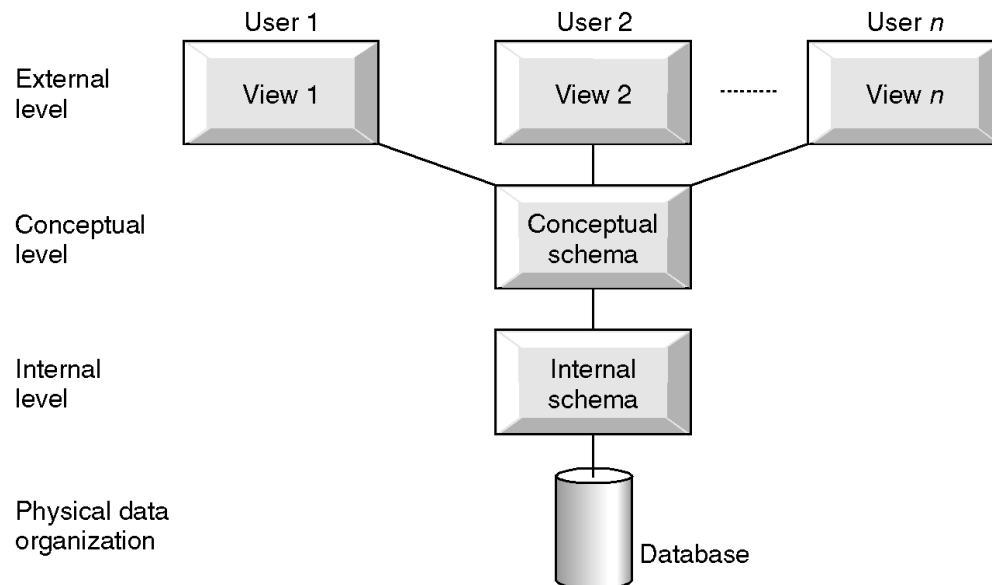 User 1
User 2
User n
External
level
View 1
View 2
View n
Conceptual
level
Conceptual
schema
Internal
level
Internal
schema
Physical data
organization
Database